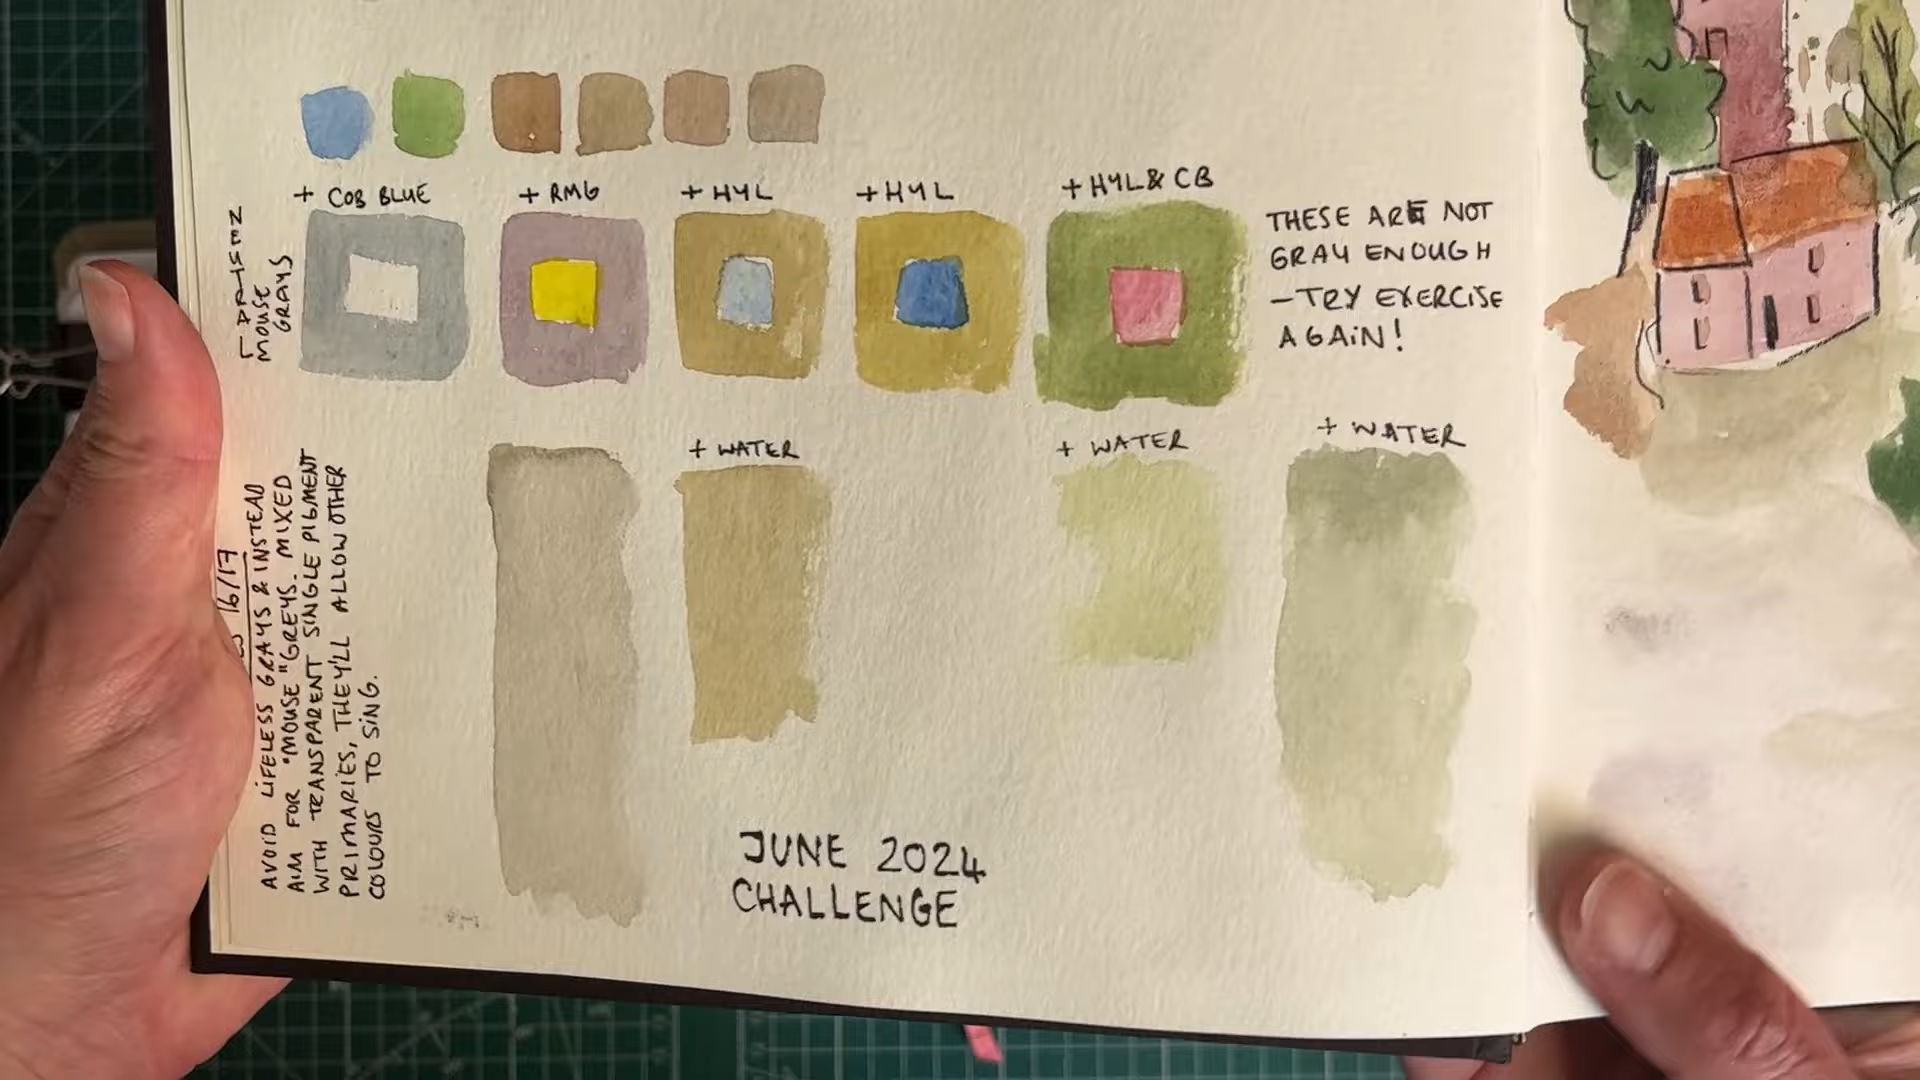 + COB BLUE
+ RMG
+ HYL
+ HYL
+ HYL & CB
THESE ARE NOT
GRAY ENOUGH
– TRY EXERCISE
AGAIN!
MOUSE
GRAYS
+ WATER
+ WATER
+ WATER
16/17
AVOID LIFELESS GRAYS & INSTEAD
AIM FOR "MOUSE" GREYS. MIXED
WITH TRANSPARENT SINGLE PIGMENT
PRIMARIES, THEY'LL ALLOW OTHER
COLOURS TO SING.
JUNE 2024
CHALLENGE